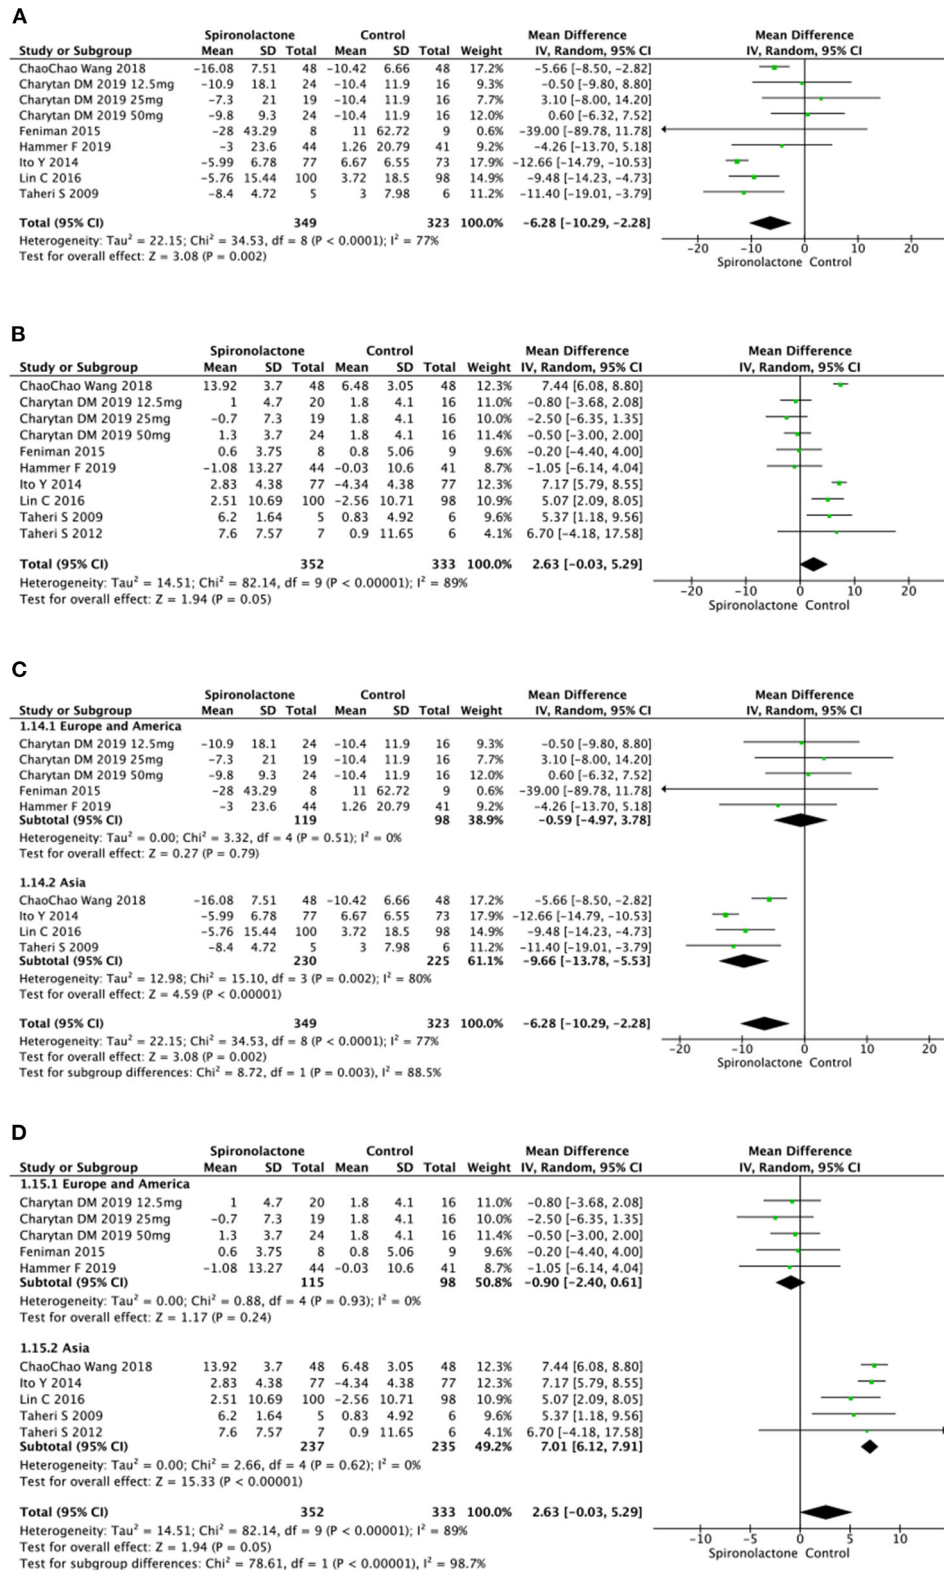 A
Spironolactone Control Mean Difference Mean Difference
Study or Subgroup Mean SD Total Mean SD Total Weight IV, Random, 95% CI IV, Random, 95% CI
ChaoChao Wang 2018 −16.08 7.51 48 −10.42 6.66 48 17.2% −5.66 [−8.50, −2.82]
Charytan DM 2019 12.5mg −10.9 18.1 24 −10.4 11.9 16 9.3% −0.50 [−9.80, 8.80]
Charytan DM 2019 25mg −7.3 21 19 −10.4 11.9 16 7.7% 3.10 [−8.00, 14.20]
Charytan DM 2019 50mg −9.8 9.3 24 −10.4 11.9 16 12.0% 0.60 [−6.32, 7.52]
Feniman 2015 −28 43.29 8 11 62.72 9 0.6% −39.00 [−89.78, 11.78]
Hammer F 2019 −3 23.6 44 1.26 20.79 41 9.2% −4.26 [−13.70, 5.18]
Ito Y 2014 −5.99 6.78 77 6.67 6.55 73 17.9% −12.66 [−14.79, −10.53]
Lin C 2016 −5.76 15.44 100 3.72 18.5 98 14.9% −9.48 [−14.23, −4.73]
Taheri S 2009 −8.4 4.72 5 3 7.98 6 11.2% −11.40 [−19.01, −3.79]
Total (95% CI) 349 323 100.0% −6.28 [−10.29, −2.28]
Heterogeneity: Tau² = 22.15; Chi² = 34.53, df = 8 (P < 0.0001); I² = 77%
Test for overall effect: Z = 3.08 (P = 0.002)
−20 −10 0 10 20
Spironolactone Control
B
Spironolactone Control Mean Difference Mean Difference
Study or Subgroup Mean SD Total Mean SD Total Weight IV, Random, 95% CI IV, Random, 95% CI
ChaoChao Wang 2018 13.92 3.7 48 6.48 3.05 48 12.3% 7.44 [6.08, 8.80]
Charytan DM 2019 12.5mg 1 4.7 20 1.8 4.1 16 11.0% −0.80 [−3.68, 2.08]
Charytan DM 2019 25mg −0.7 7.3 19 1.8 4.1 16 10.0% −2.50 [−6.35, 1.35]
Charytan DM 2019 50mg 1.3 3.7 24 1.8 4.1 16 11.4% −0.50 [−3.00, 2.00]
Feniman 2015 0.6 3.75 8 0.8 5.06 9 9.6% −0.20 [−4.40, 4.00]
Hammer F 2019 −1.08 13.27 44 −0.03 10.6 41 8.7% −1.05 [−6.14, 4.04]
Ito Y 2014 2.83 4.38 77 −4.34 4.38 77 12.3% 7.17 [5.79, 8.55]
Lin C 2016 2.51 10.69 100 −2.56 10.71 98 10.9% 5.07 [2.09, 8.05]
Taheri S 2009 6.2 1.64 5 0.83 4.92 6 9.6% 5.37 [1.18, 9.56]
Taheri S 2012 7.6 7.57 7 0.9 11.65 6 4.1% 6.70 [−4.18, 17.58]
Total (95% CI) 352 333 100.0% 2.63 [−0.03, 5.29]
Heterogeneity: Tau² = 14.51; Chi² = 82.14, df = 9 (P < 0.00001); I² = 89%
Test for overall effect: Z = 1.94 (P = 0.05)
−20 −10 0 10 20
Spironolactone Control
C
Spironolactone Control Mean Difference Mean Difference
Study or Subgroup Mean SD Total Mean SD Total Weight IV, Random, 95% CI IV, Random, 95% CI
1.14.1 Europe and America
Charytan DM 2019 12.5mg −10.9 18.1 24 −10.4 11.9 16 9.3% −0.50 [−9.80, 8.80]
Charytan DM 2019 25mg −7.3 21 19 −10.4 11.9 16 7.7% 3.10 [−8.00, 14.20]
Charytan DM 2019 50mg −9.8 9.3 24 −10.4 11.9 16 12.0% 0.60 [−6.32, 7.52]
Feniman 2015 −28 43.29 8 11 62.72 9 0.6% −39.00 [−89.78, 11.78]
Hammer F 2019 −3 23.6 44 1.26 20.79 41 9.2% −4.26 [−13.70, 5.18]
Subtotal (95% CI) 119 98 38.9% −0.59 [−4.97, 3.78]
Heterogeneity: Tau² = 0.00; Chi² = 3.32, df = 4 (P = 0.51); I² = 0%
Test for overall effect: Z = 0.27 (P = 0.79)
1.14.2 Asia
ChaoChao Wang 2018 −16.08 7.51 48 −10.42 6.66 48 17.2% −5.66 [−8.50, −2.82]
Ito Y 2014 −5.99 6.78 77 6.67 6.55 73 17.9% −12.66 [−14.79, −10.53]
Lin C 2016 −5.76 15.44 100 3.72 18.5 98 14.9% −9.48 [−14.23, −4.73]
Taheri S 2009 −8.4 4.72 5 3 7.98 6 11.2% −11.40 [−19.01, −3.79]
Subtotal (95% CI) 230 225 61.1% −9.66 [−13.78, −5.53]
Heterogeneity: Tau² = 12.98; Chi² = 15.10, df = 3 (P = 0.002); I² = 80%
Test for overall effect: Z = 4.59 (P < 0.00001)
Total (95% CI) 349 323 100.0% −6.28 [−10.29, −2.28]
Heterogeneity: Tau² = 22.15; Chi² = 34.53, df = 8 (P < 0.0001); I² = 77%
Test for overall effect: Z = 3.08 (P = 0.002)
Test for subgroup differences: Chi² = 8.72, df = 1 (P = 0.003), I² = 88.5%
−20 −10 0 10 20
Spironolactone Control
D
Spironolactone Control Mean Difference Mean Difference
Study or Subgroup Mean SD Total Mean SD Total Weight IV, Random, 95% CI IV, Random, 95% CI
1.15.1 Europe and America
Charytan DM 2019 12.5mg 1 4.7 20 1.8 4.1 16 11.0% −0.80 [−3.68, 2.08]
Charytan DM 2019 25mg −0.7 7.3 19 1.8 4.1 16 10.0% −2.50 [−6.35, 1.35]
Charytan DM 2019 50mg 1.3 3.7 24 1.8 4.1 16 11.4% −0.50 [−3.00, 2.00]
Feniman 2015 0.6 3.75 8 0.8 5.06 9 9.6% −0.20 [−4.40, 4.00]
Hammer F 2019 −1.08 13.27 44 −0.03 10.6 41 8.7% −1.05 [−6.14, 4.04]
Subtotal (95% CI) 115 98 50.8% −0.90 [−2.40, 0.61]
Heterogeneity: Tau² = 0.00; Chi² = 0.88, df = 4 (P = 0.93); I² = 0%
Test for overall effect: Z = 1.17 (P = 0.24)
1.15.2 Asia
ChaoChao Wang 2018 13.92 3.7 48 6.48 3.05 48 12.3% 7.44 [6.08, 8.80]
Ito Y 2014 2.83 4.38 77 −4.34 4.38 77 12.3% 7.17 [5.79, 8.55]
Lin C 2016 2.51 10.69 100 −2.56 10.71 98 10.9% 5.07 [2.09, 8.05]
Taheri S 2009 6.2 1.64 5 0.83 4.92 6 9.6% 5.37 [1.18, 9.56]
Taheri S 2012 7.6 7.57 7 0.9 11.65 6 4.1% 6.70 [−4.18, 17.58]
Subtotal (95% CI) 237 235 49.2% 7.01 [6.12, 7.91]
Heterogeneity: Tau² = 0.00; Chi² = 2.66, df = 4 (P = 0.62); I² = 0%
Test for overall effect: Z = 15.33 (P < 0.00001)
Total (95% CI) 352 333 100.0% 2.63 [−0.03, 5.29]
Heterogeneity: Tau² = 14.51; Chi² = 82.14, df = 9 (P < 0.00001); I² = 89%
Test for overall effect: Z = 1.94 (P = 0.05)
Test for subgroup differences: Chi² = 78.61, df = 1 (P < 0.00001), I² = 98.7%
−10 −5 0 5 10
Spironolactone Control